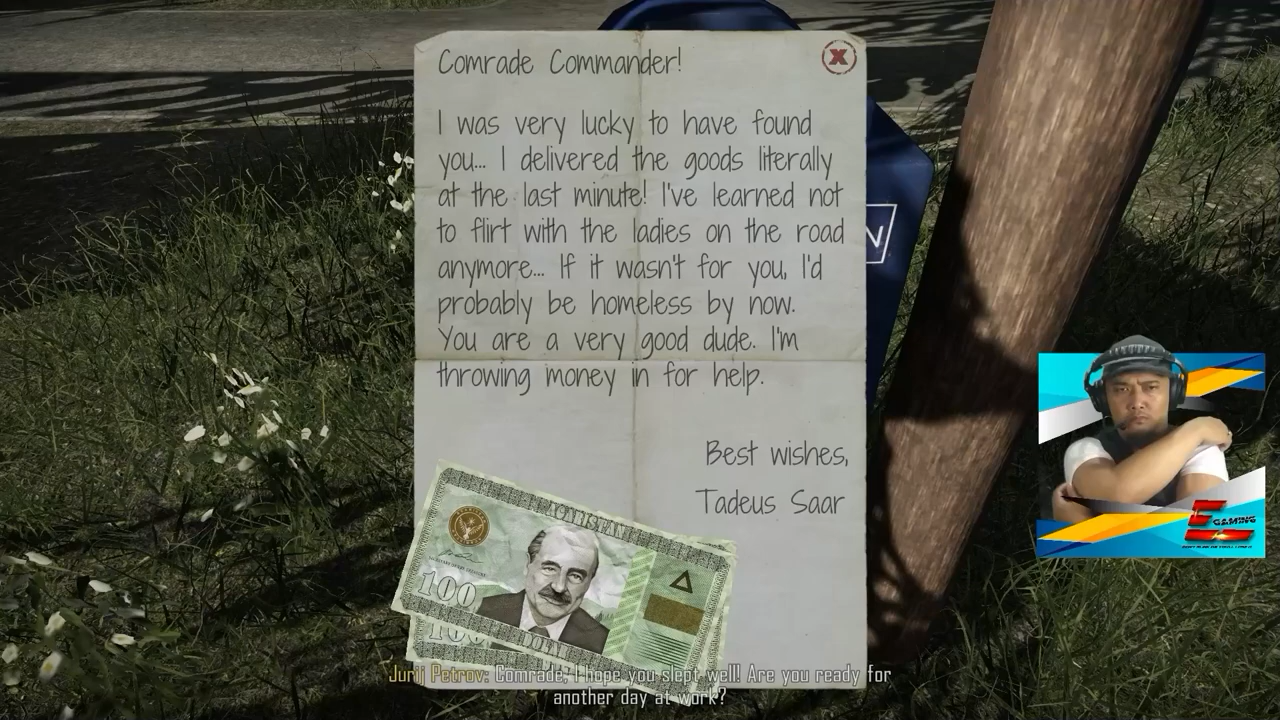 Comrade Commander!
X
I was very lucky to have found
you... I delivered the goods literally
at the last minute! I've learned not
to flirt with the ladies on the road
anymore... If it wasn't for you, I'd
probably be homeless by now.
You are a very good dude. I'm
throwing money in for help.
Best wishes,
Tadeus Saar
N
100
100
GAMING
Jurij Petrov: Comrade, I hope you slept well! Are you ready for
another day at work?